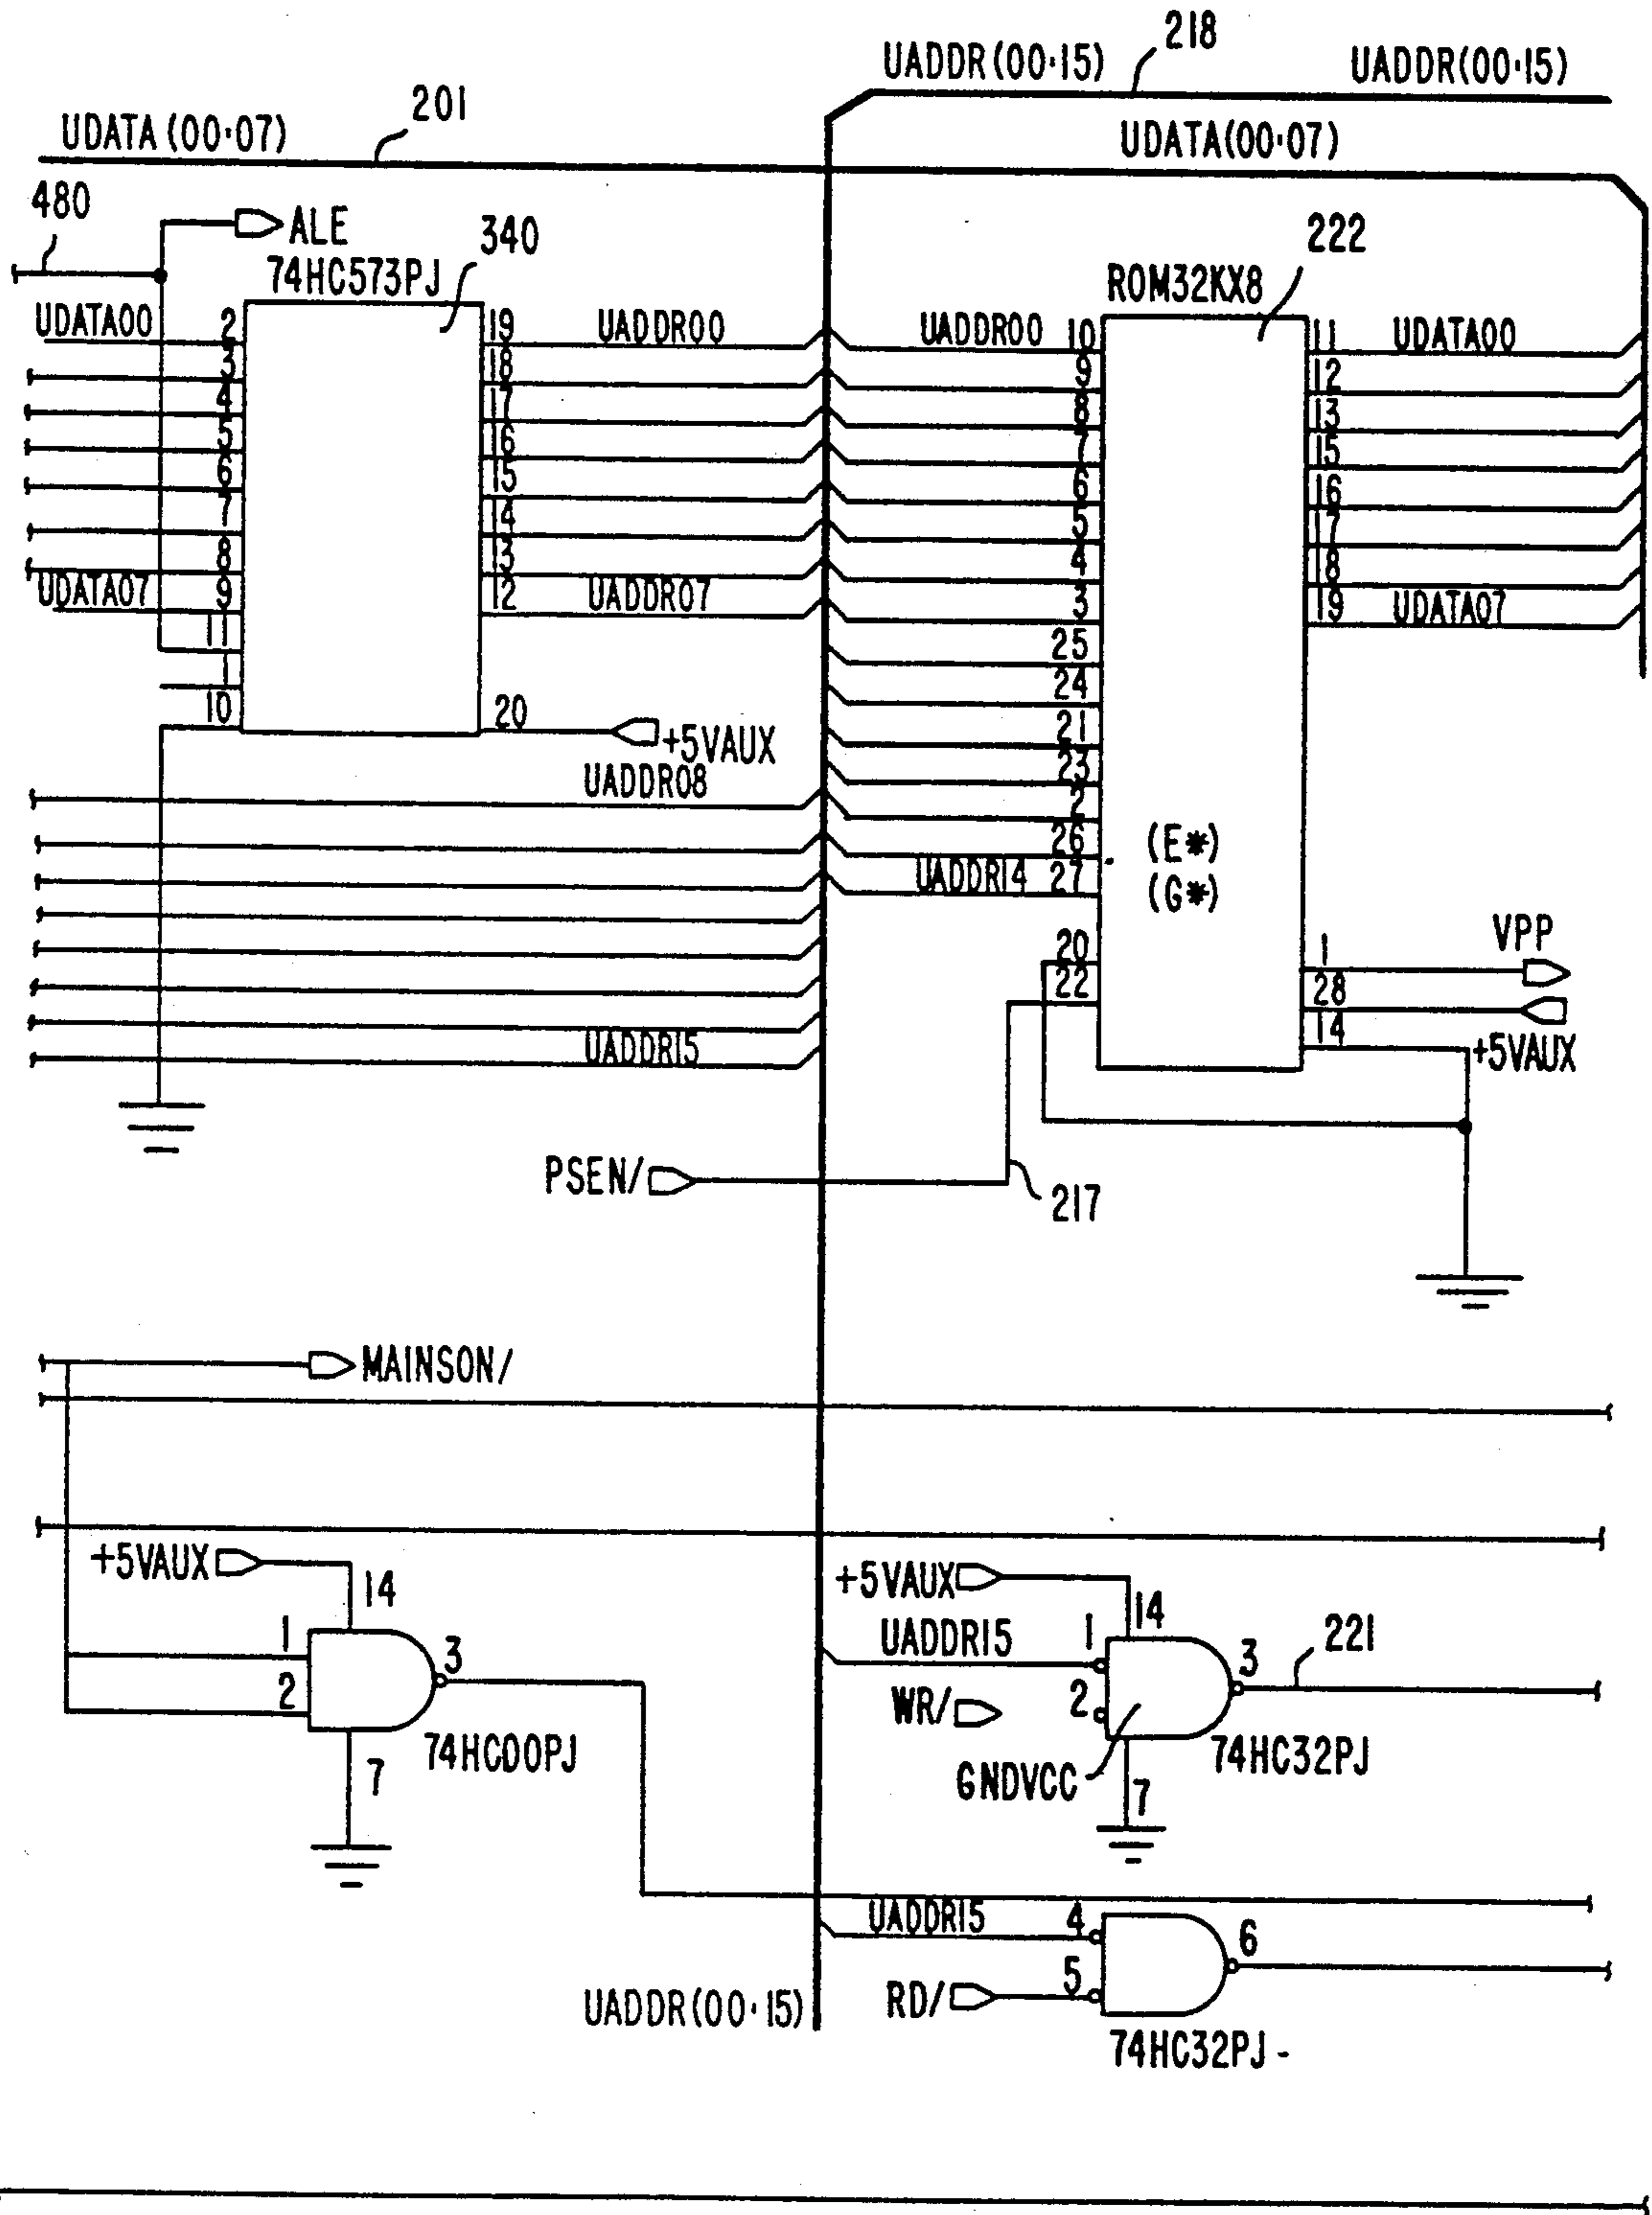 218
UADDR(00·15)
UADDR(00·15)
201
UDATA(00·07)
UDATA(00·07)
480
ALE
340
222
74HC573PJ
ROM32KX8
UDATA00
2
19
UADDR00
UADDR00
10
11
UDATA00
3
18
9
12
4
17
8
13
5
16
7
15
6
15
6
16
7
14
5
17
8
13
4
18
UDATA07
9
12
UADDR07
3
19
UDATA07
11
25
1
24
10
20
+5VAUX
21
UADDR08
23
2
26
(E*)
UADDR14
27
(G*)
20
1
VPP
22
28
14
+5VAUX
UADDR15
PSEN/
217
MAINSON/
+5VAUX
14
+5VAUX
14
1
3
UADDR15
1
3
221
2
WR/
2
74HC00PJ
74HC32PJ
7
GNDVCC
7
UADDR15
4
6
5
RD/
UADDR(00·15)
74HC32PJ-